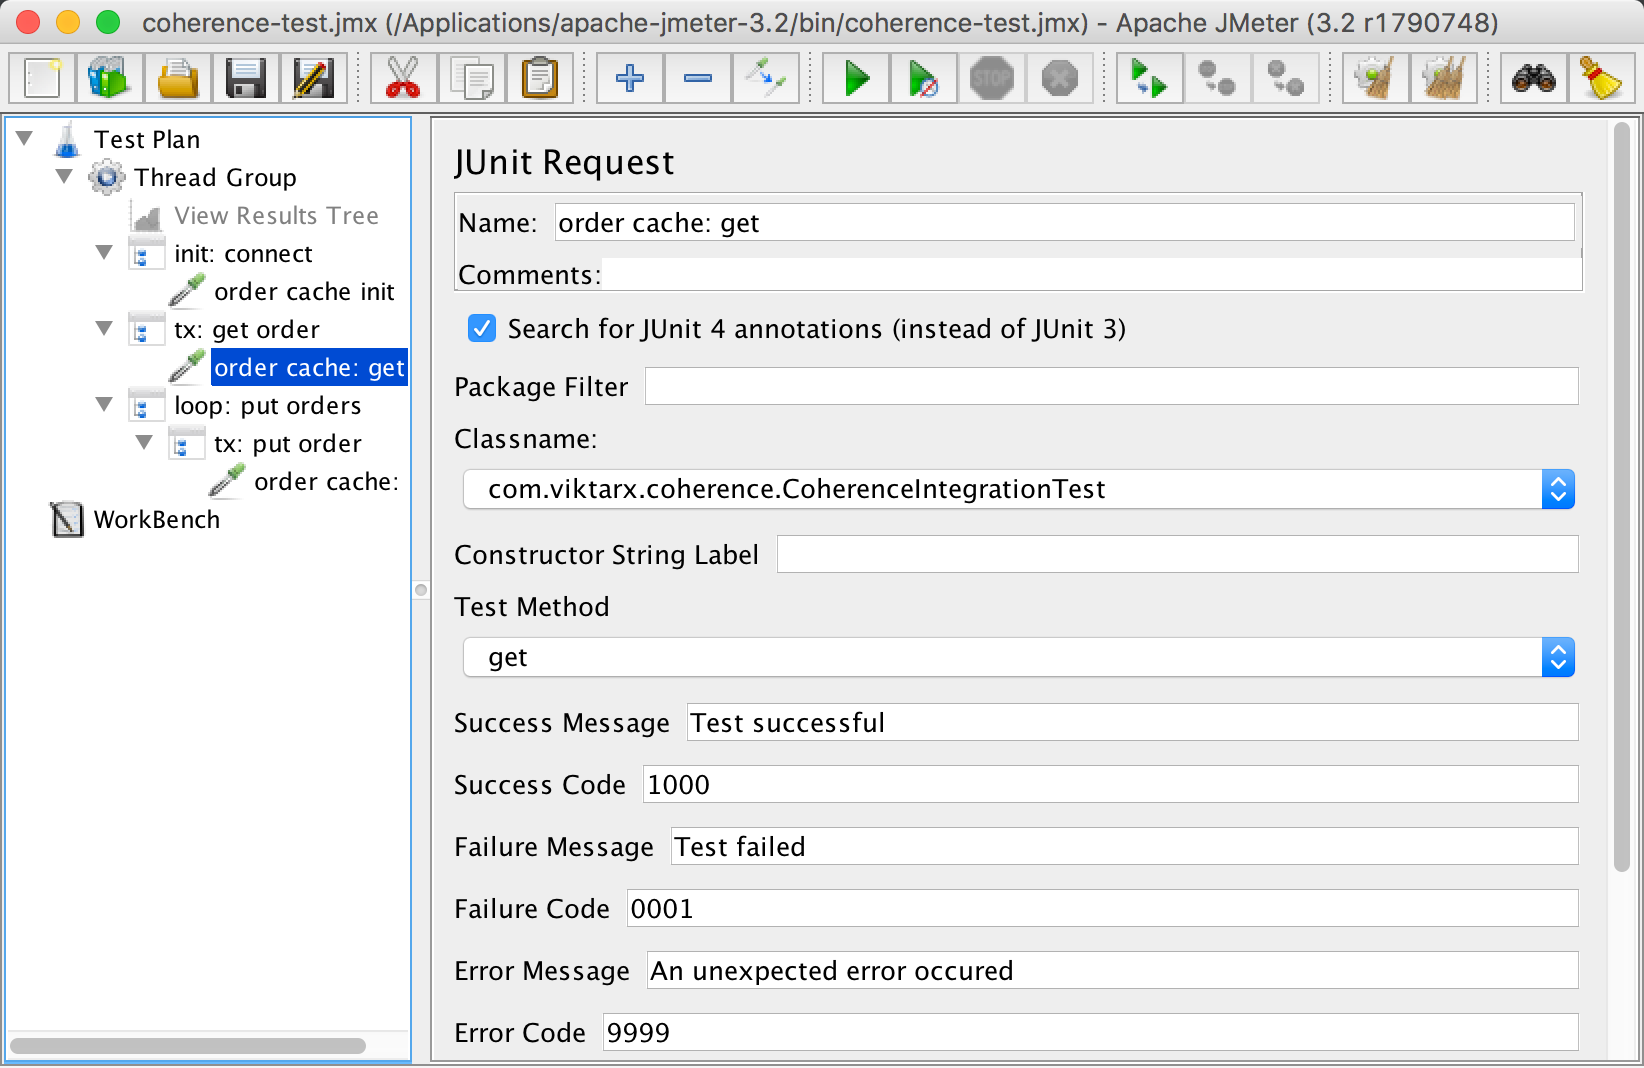 coherence-test.jmx (/Applications/apache-jmeter-3.2/bin/coherence-test.jmx) - Apache JMeter (3.2 r1790748)
STOP
Test Plan
Thread Group
View Results Tree
init: connect
order cache init
tx: get order
order cache: get
loop: put orders
tx: put order
order cache:
WorkBench
JUnit Request
Name: order cache: get
Comments:
Search for JUnit 4 annotations (instead of JUnit 3)
Package Filter
Classname:
com.viktarx.coherence.CoherenceIntegrationTest
Constructor String Label
Test Method
get
Success Message Test successful
Success Code 1000
Failure Message Test failed
Failure Code 0001
Error Message An unexpected error occured
Error Code 9999